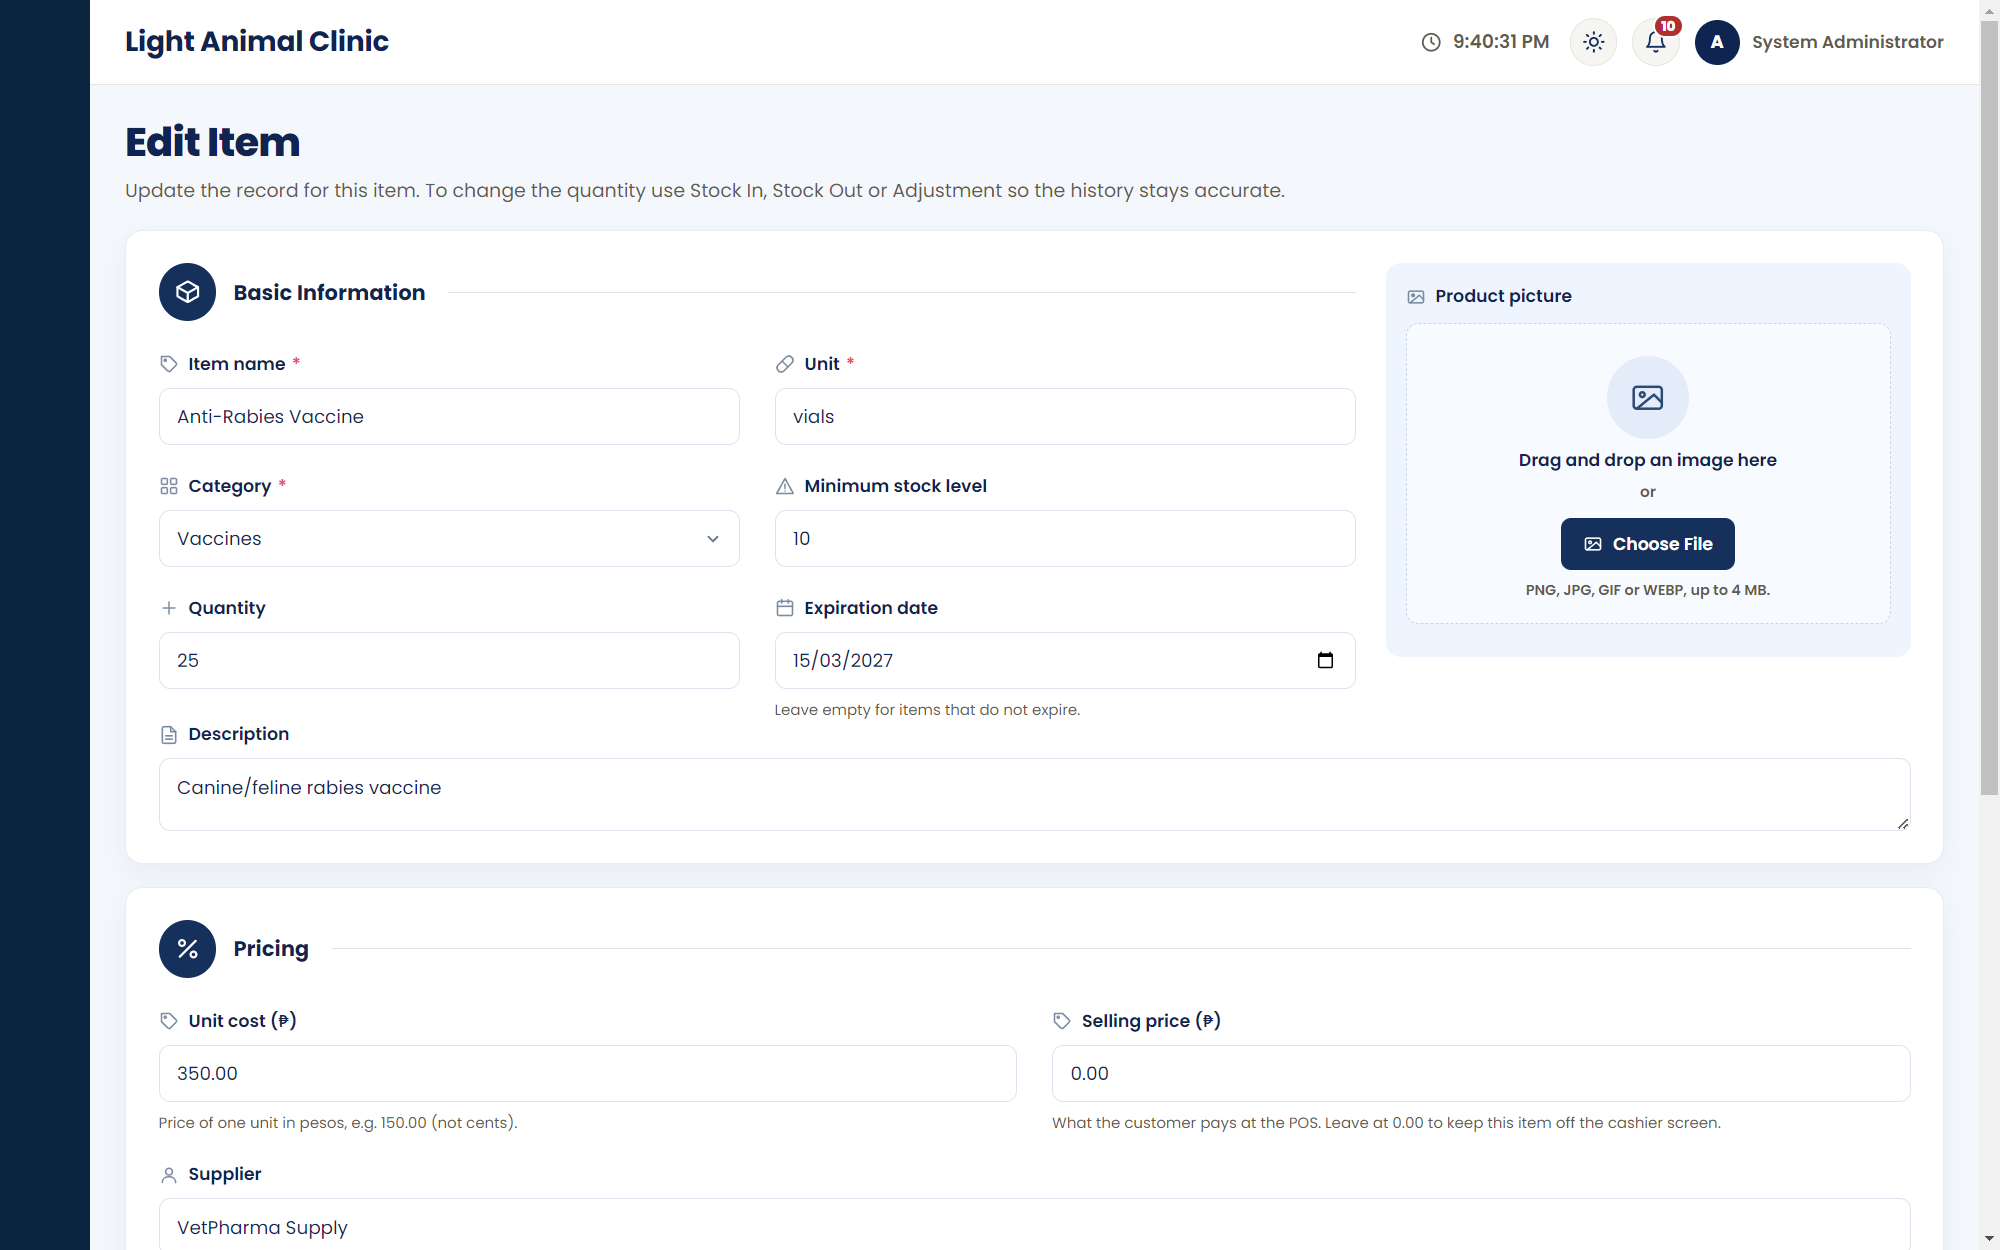 Light Animal Clinic
9:40:31 PM
10
A
System Administrator
Edit Item
Update the record for this item. To change the quantity use Stock In, Stock Out or Adjustment so the history stays accurate.
Basic Information
Item name *
Anti-Rabies Vaccine
Unit *
vials
Category *
Vaccines
Minimum stock level
10
Quantity
25
Expiration date
15/03/2027
Leave empty for items that do not expire.
Product picture
Drag and drop an image here
or
Choose File
PNG, JPG, GIF or WEBP, up to 4 MB.
Description
Canine/feline rabies vaccine
Pricing
Unit cost (₱)
350.00
Price of one unit in pesos, e.g. 150.00 (not cents).
Selling price (₱)
0.00
What the customer pays at the POS. Leave at 0.00 to keep this item off the cashier screen.
Supplier
VetPharma Supply